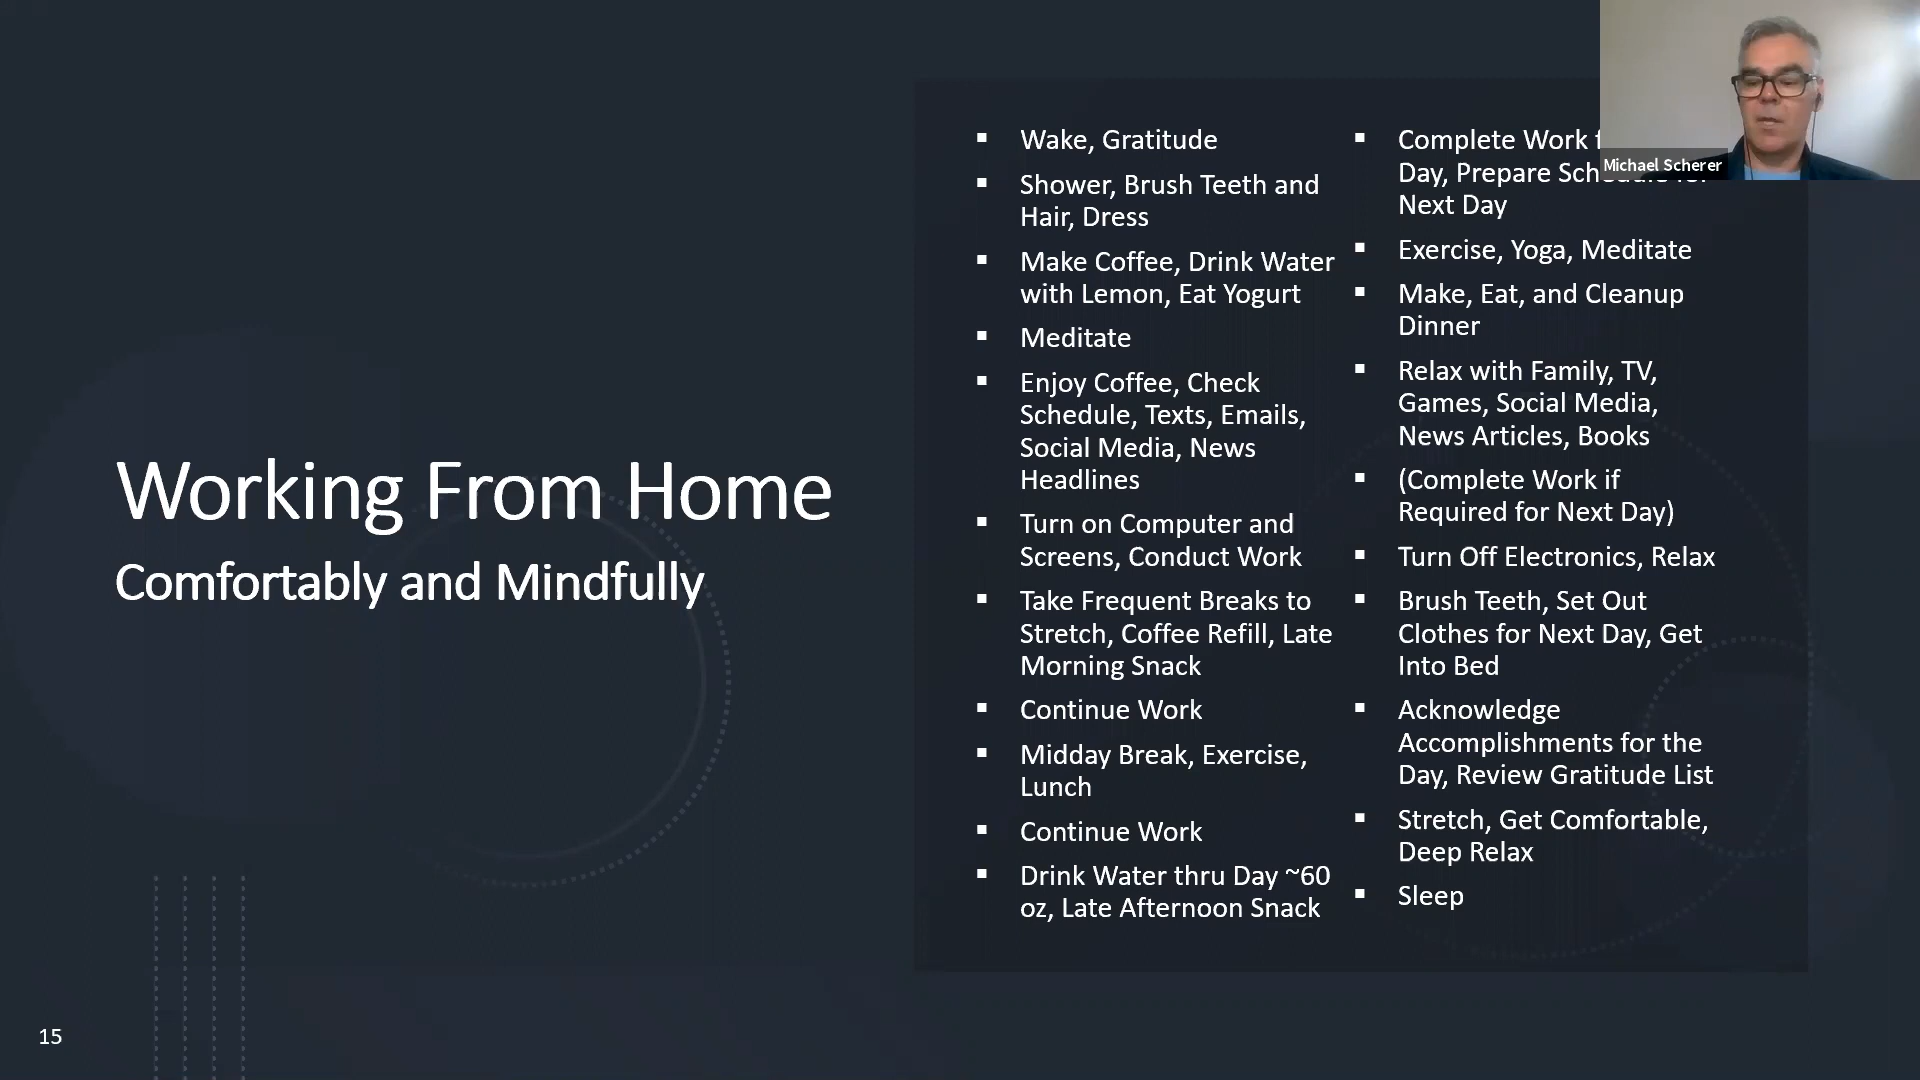 Working From Home
Comfortably and Mindfully
Wake, Gratitude
Shower, Brush Teeth and
Hair, Dress
Make Coffee, Drink Water
with Lemon, Eat Yogurt
Meditate
Enjoy Coffee, Check
Schedule, Texts, Emails,
Social Media, News
Headlines
Turn on Computer and
Screens, Conduct Work
Take Frequent Breaks to
Stretch, Coffee Refill, Late
Morning Snack
Continue Work
Midday Break, Exercise,
Lunch
Continue Work
Drink Water thru Day ~60
oz, Late Afternoon Snack
Complete Work
Day, Prepare
Next Day
Exercise, Yoga, Meditate
Make, Eat, and Cleanup
Dinner
Relax with Family, TV,
Games, Social Media,
News Articles, Books
(Complete Work if
Required for Next Day)
Turn Off Electronics, Relax
Brush Teeth, Set Out
Clothes for Next Day, Get
Into Bed
Acknowledge
Accomplishments for the
Day, Review Gratitude List
Stretch, Get Comfortable,
Deep Relax
Sleep
Michael Scherer
15